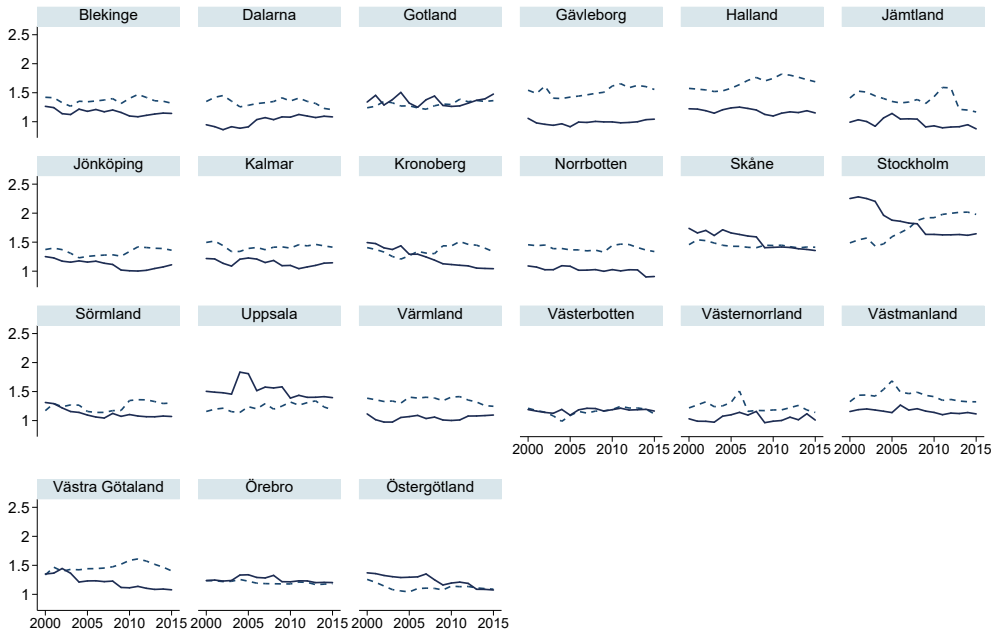 Blekinge Dalarna Gotland Gävleborg Halland Jämtland
2.5
2
1.5
1
Jönköping Kalmar Kronoberg Norrbotten Skåne Stockholm
2.5
2
1.5
1
Sörmland Uppsala Värmland Västerbotten Västernorrland Västmanland
2.5
2
1.5
1
2000 2005 2010 2015 2000 2005 2010 2015 2000 2005 2010 2015
Västra Götaland Örebro Östergötland
2.5
2
1.5
1
2000 2005 2010 2015 2000 2005 2010 2015 2000 2005 2010 2015